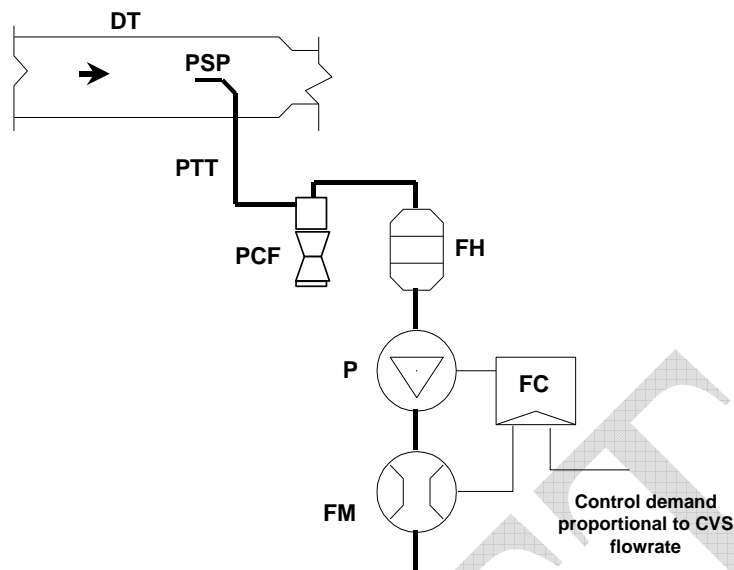 DT
PSP
PTT
PCF
FH
P
FC
FM
Control demand
proportional to CVS
flowrate